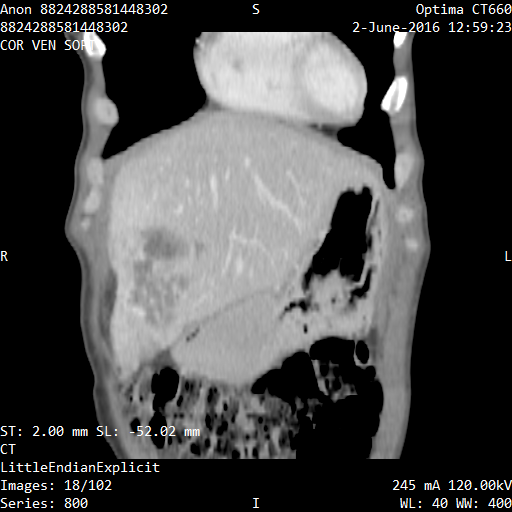 Anon 8824288581448302
S
Optima CT660
8824288581448302
2-June-2016 12:59:23
COR VEN SOFT
R
L
ST: 2.00 mm SL: -52.02 mm
CT
LittleEndianExplicit
Images: 18/102
245 mA 120.00kV
Series: 800
I
WL: 40 WW: 400